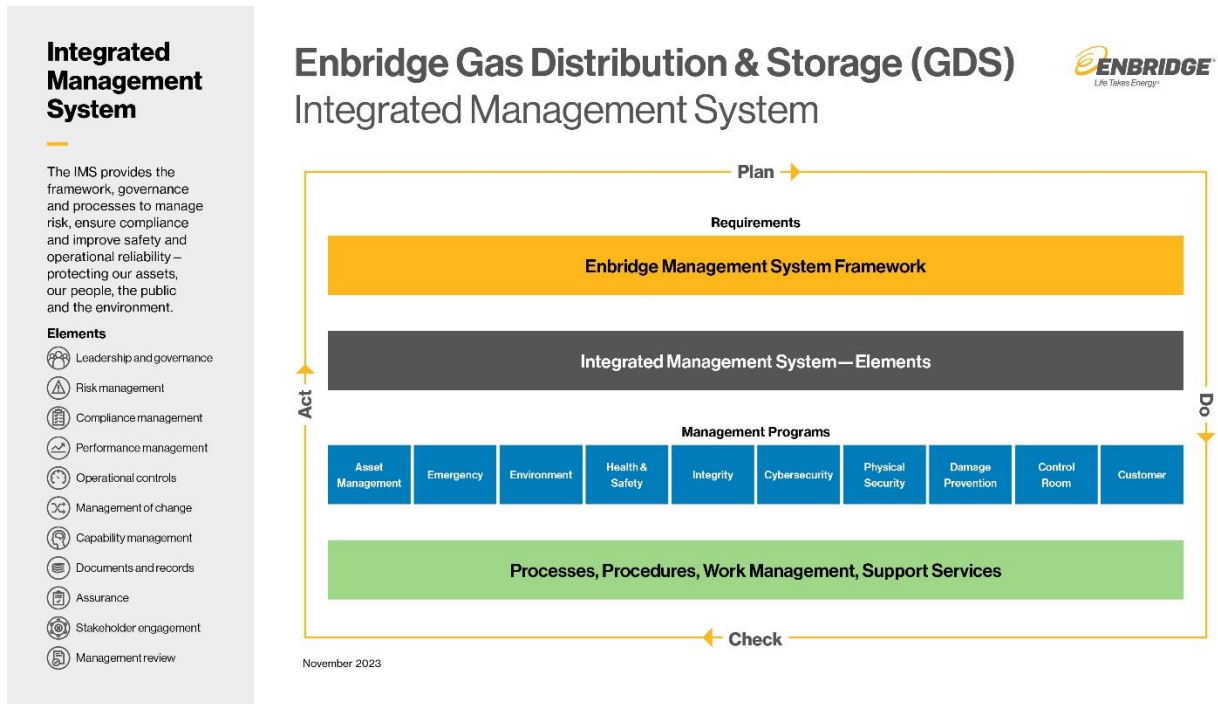 Integrated
Management
System
The IMS provides the
framework, governance
and processes to manage
risk, ensure compliance
and improve safety and
operational reliability—
protecting our assets,
our people, the public
and the environment.
Elements
Leadership and governance
Risk management
Compliance management
Performance management
Operational controls
Management of change
Capability management
Documents and records
Assurance
Stakeholder engagement
Management review
Enbridge Gas Distribution & Storage (GDS)
Integrated Management System
ENBRIDGE®
Life Takes Energy®
Plan
Requirements
Enbridge Management System Framework
Integrated Management System—Elements
Act
Do
Management Programs
Asset
Management
Emergency
Environment
Health &
Safety
Integrity
Cybersecurity
Physical
Security
Damage
Prevention
Control
Room
Customer
Processes, Procedures, Work Management, Support Services
Check
November 2023